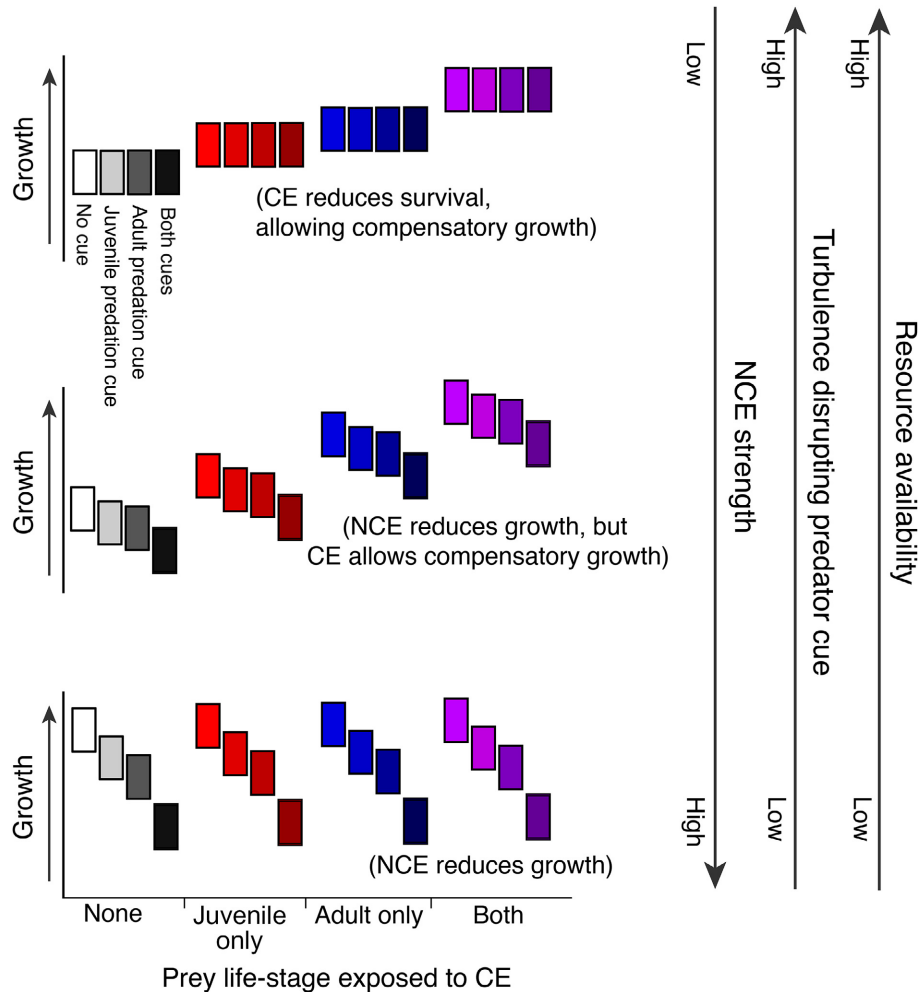 Growth
No cue
Juvenile predation cue
Adult predation cue
Both cues
(CE reduces survival,
allowing compensatory growth)
Growth
(NCE reduces growth, but
CE allows compensatory growth)
Growth
(NCE reduces growth)
None
Juvenile
only
Adult only
Both
Prey life-stage exposed to CE
Low
NCE strength
High
High
Turbulence disrupting predator cue
Low
High
Resource availability
Low